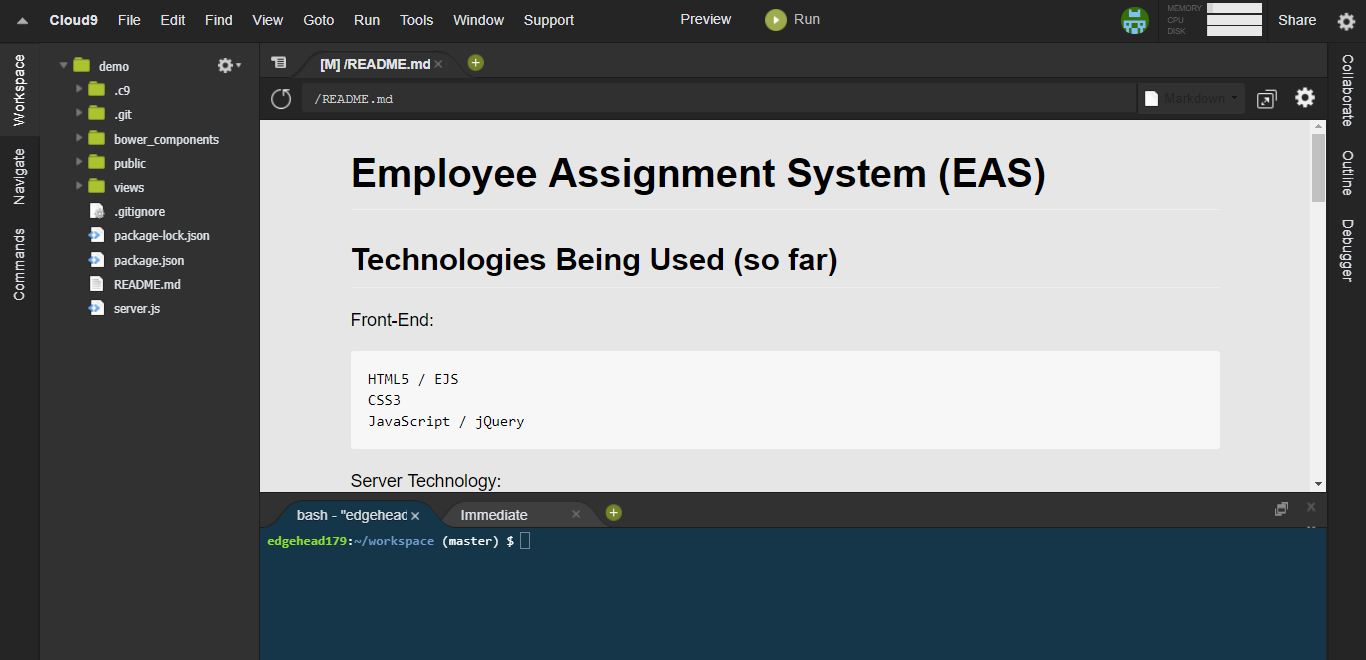 Cloud9 File Edit Find View Goto Run Tools Window Support Preview Run MEMORY CPU DISK Share
Workspace
Navigate
Commands
demo
.c9
.git
bower_components
public
views
.gitignore
package-lock.json
package.json
README.md
server.js
[M] /README.md
/README.md Markdown
Employee Assignment System (EAS)
Technologies Being Used (so far)
Front-End:
HTML5 / EJS
CSS3
JavaScript / jQuery
Server Technology:
bash - "edgehead Immediate
edgehead179:~/workspace (master) $
Collaborate
Outline
Debugger